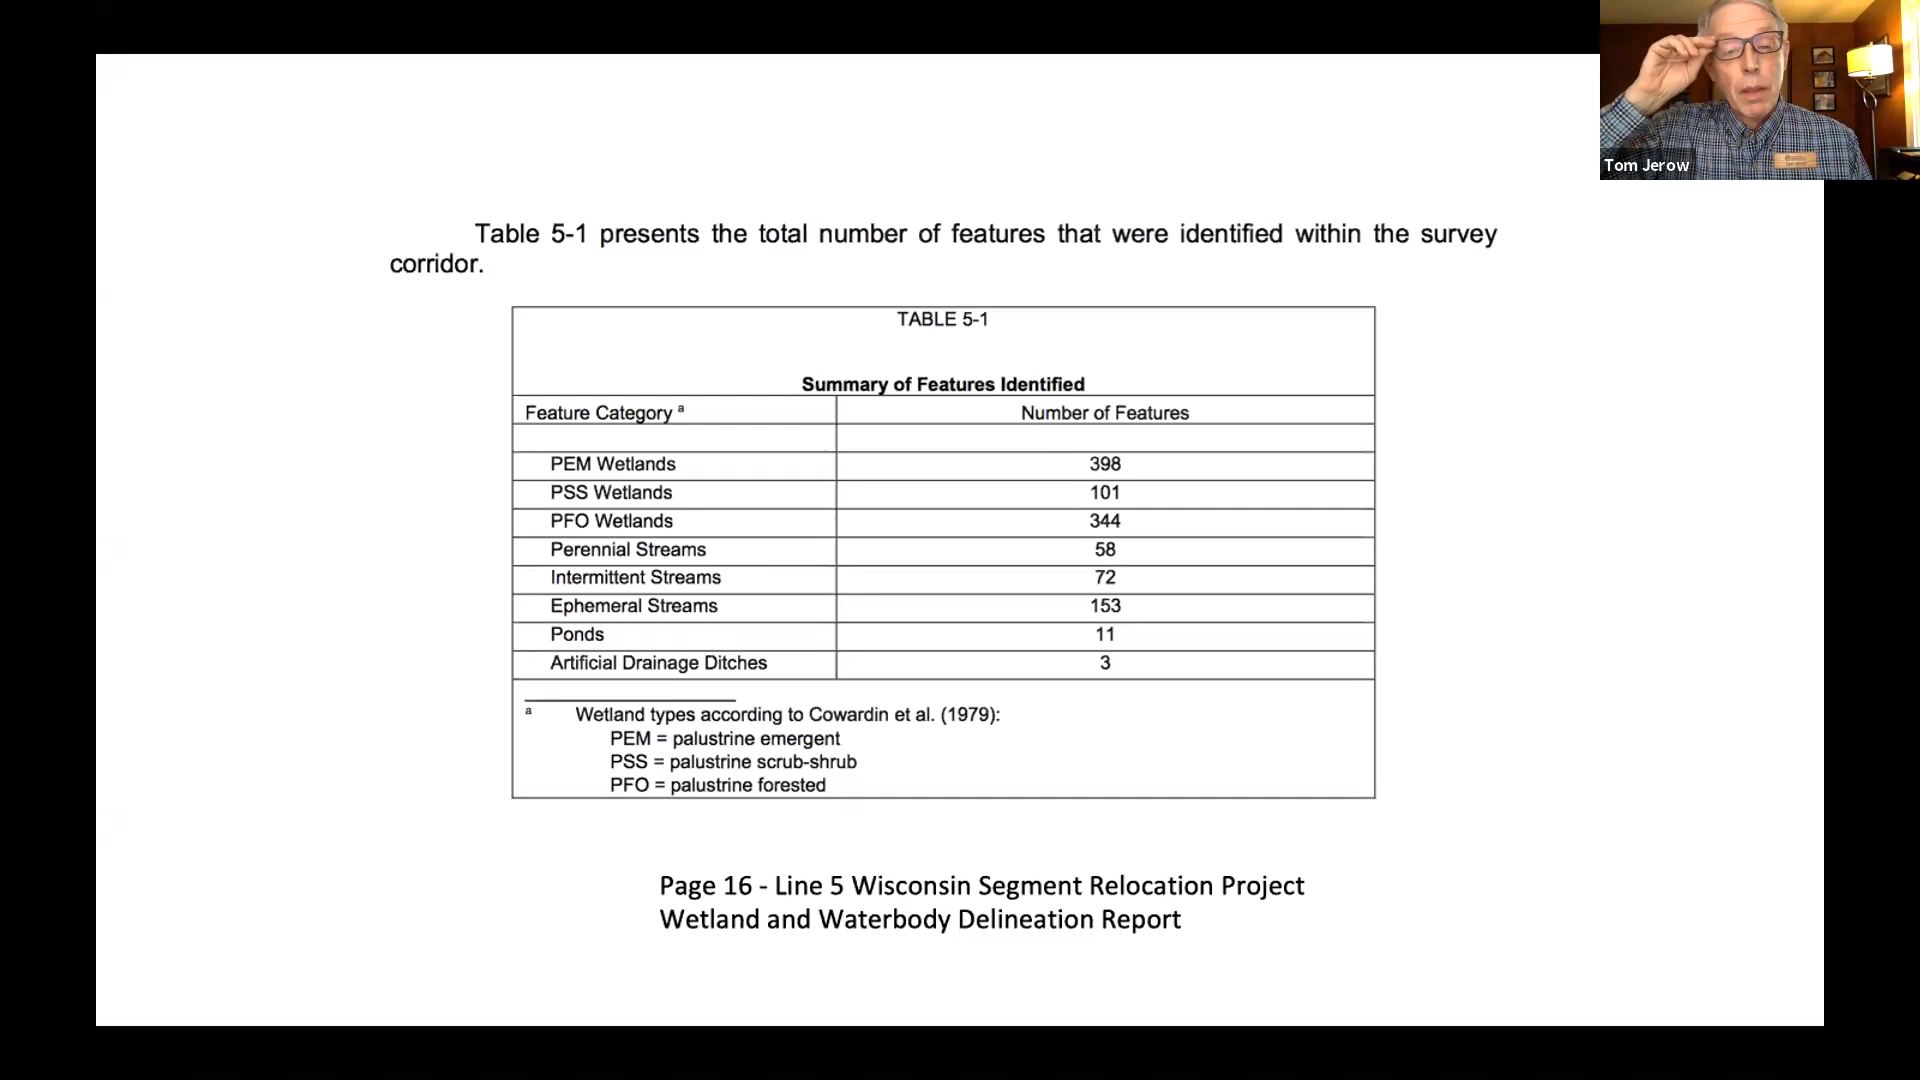 Tom Jerow
Table 5-1 presents the total number of features that were identified within the survey
corridor.
TABLE 5-1
Summary of Features Identified
Feature Category a
Number of Features
PEM Wetlands 398
PSS Wetlands 101
PFO Wetlands 344
Perennial Streams 58
Intermittent Streams 72
Ephemeral Streams 153
Ponds 11
Artificial Drainage Ditches 3
a Wetland types according to Cowardin et al. (1979):
PEM = palustrine emergent
PSS = palustrine scrub-shrub
PFO = palustrine forested
Page 16 - Line 5 Wisconsin Segment Relocation Project
Wetland and Waterbody Delineation Report